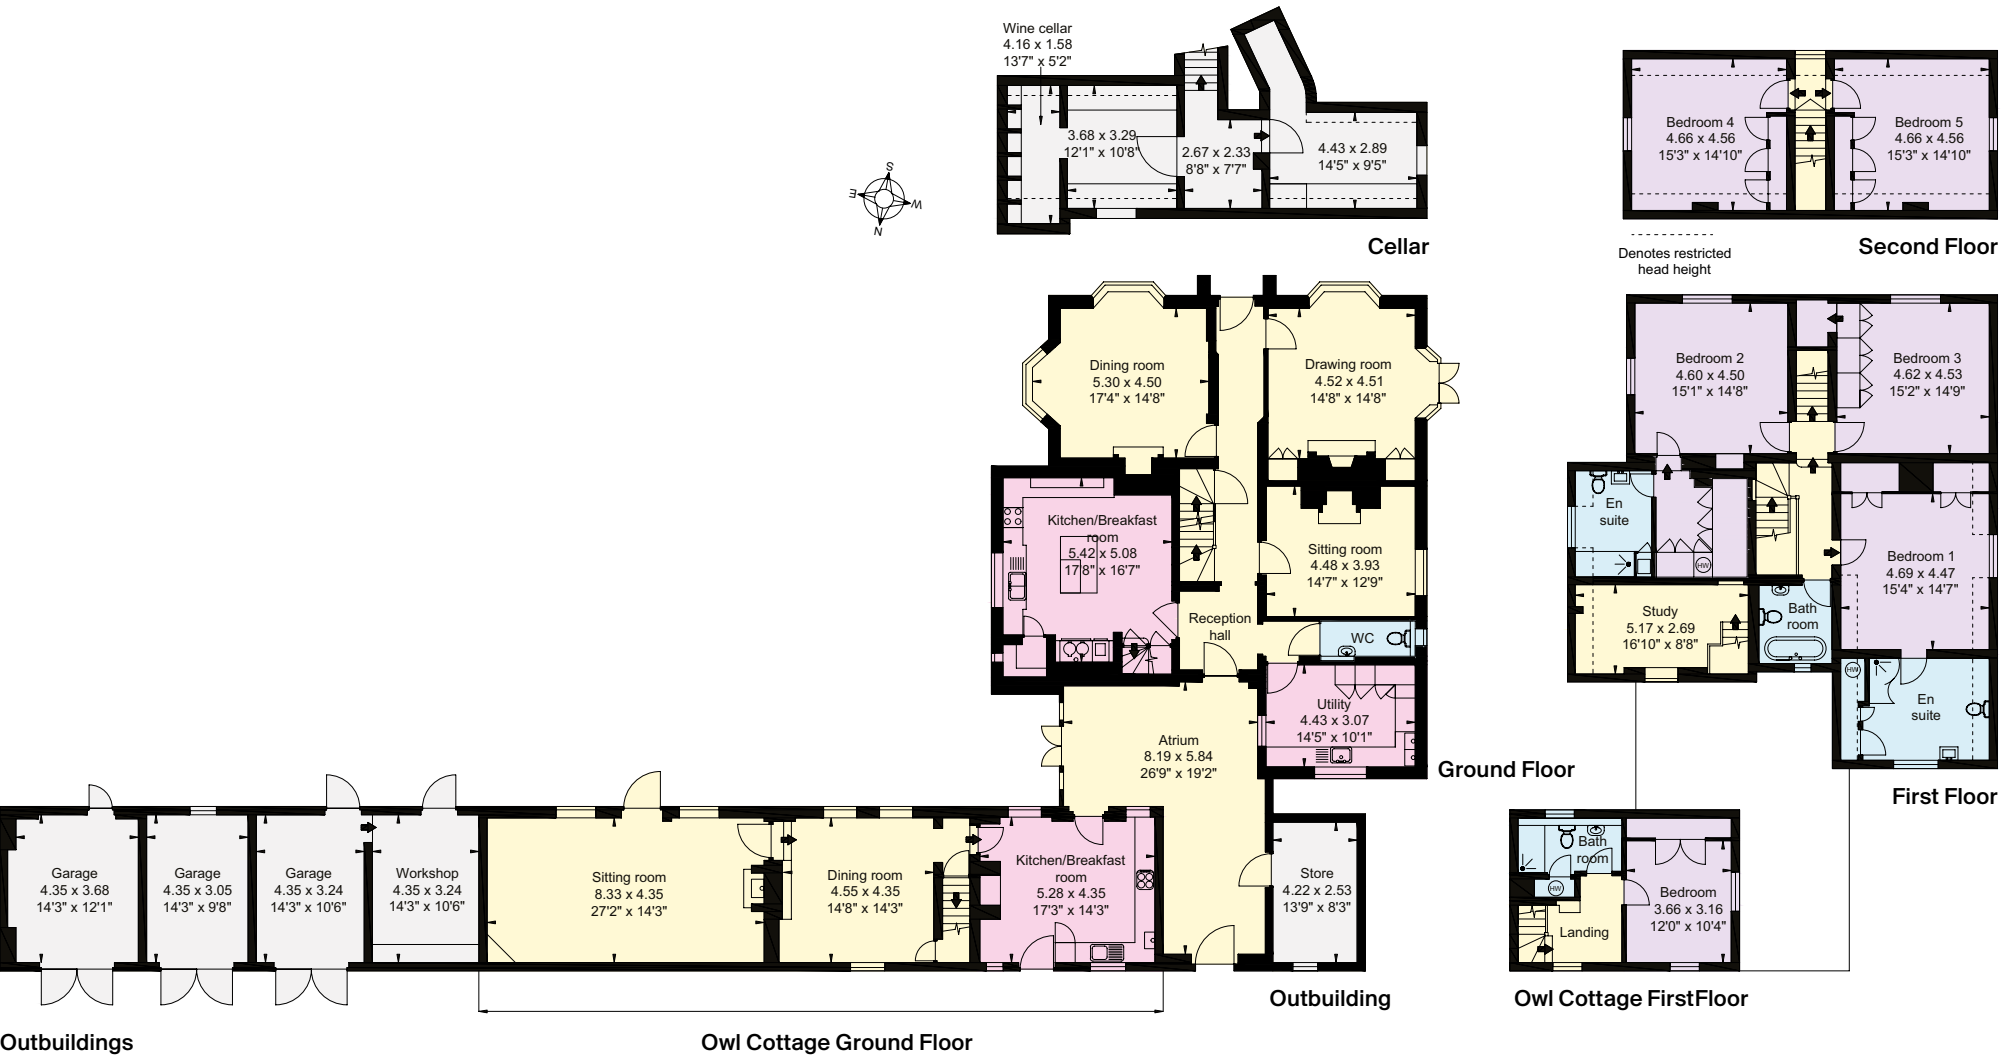 Wine cellar
4.16 x 1.58
13'7" x 5'2"
3.68 x 3.29
12'1" x 10'8"
2.67 x 2.33
8'8" x 7'7"
4.43 x 2.89
14'5" x 9'5"
Cellar
S
E
W
N
Bedroom 4
4.66 x 4.56
15'3" x 14'10"
Bedroom 5
4.66 x 4.56
15'3" x 14'10"
Second Floor
Denotes restricted
head height
Dining room
5.30 x 4.50
17'4" x 14'8"
Drawing room
4.52 x 4.51
14'8" x 14'8"
Kitchen/Breakfast
room
5.42 x 5.08
17'8" x 16'7"
Sitting room
4.48 x 3.93
14'7" x 12'9"
Reception
hall
WC
Utility
4.43 x 3.07
14'5" x 10'1"
Atrium
8.19 x 5.84
26'9" x 19'2"
Ground Floor
Bedroom 2
4.60 x 4.50
15'1" x 14'8"
Bedroom 3
4.62 x 4.53
15'2" x 14'9"
En
suite
HW
Bedroom 1
4.69 x 4.47
15'4" x 14'7"
Study
5.17 x 2.69
16'10" x 8'8"
Bath
room
HW
En
suite
First Floor
Garage
4.35 x 3.68
14'3" x 12'1"
Garage
4.35 x 3.05
14'3" x 9'8"
Garage
4.35 x 3.24
14'3" x 10'6"
Workshop
4.35 x 3.24
14'3" x 10'6"
Sitting room
8.33 x 4.35
27'2" x 14'3"
Dining room
4.55 x 4.35
14'8" x 14'3"
Kitchen/Breakfast
room
5.28 x 4.35
17'3" x 14'3"
Store
4.22 x 2.53
13'9" x 8'3"
Outbuilding
Bath
room
HW
Bedroom
3.66 x 3.16
12'0" x 10'4"
Landing
Owl Cottage FirstFloor
Outbuildings
Owl Cottage Ground Floor